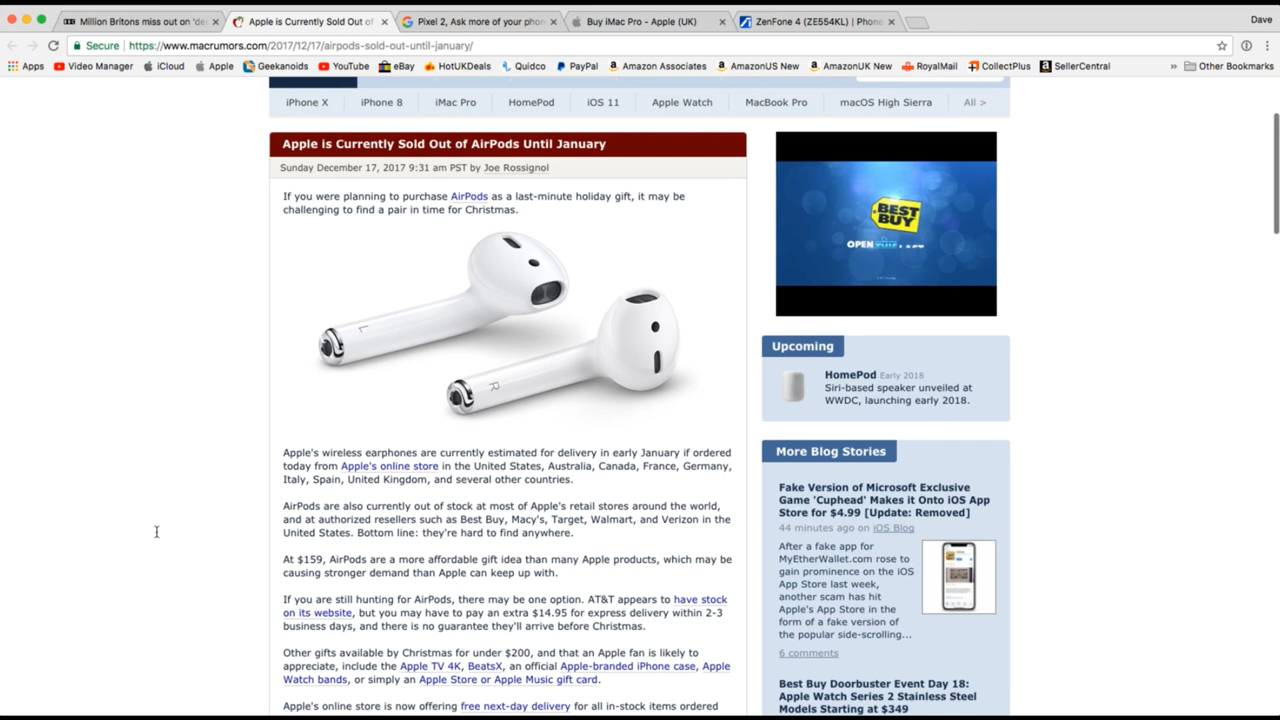 Million Britons miss out on 'de
Apple is Currently Sold Out of
Pixel 2, Ask more of your phon
Buy iMac Pro - Apple (UK)
ZenFone 4 (ZE554KL) | Phone
Dave
Secure
https://www.macrumors.com/2017/12/17/airpods-sold-out-until-january/
Apps
Video Manager
iCloud
Apple
Geekanoids
YouTube
eBay
HotUKDeals
Quidco
PayPal
Amazon Associates
AmazonUS New
AmazonUK New
RoyalMail
CollectPlus
SellerCentral
»
Other Bookmarks
iPhone X
iPhone 8
iMac Pro
HomePod
iOS 11
Apple Watch
MacBook Pro
macOS High Sierra
All >
Apple is Currently Sold Out of AirPods Until January
Sunday December 17, 2017 9:31 am PST by Joe Rossignol
If you were planning to purchase AirPods as a last-minute holiday gift, it may be
challenging to find a pair in time for Christmas.
L
R
Apple's wireless earphones are currently estimated for delivery in early January if ordered
today from Apple's online store in the United States, Australia, Canada, France, Germany,
Italy, Spain, United Kingdom, and several other countries.
AirPods are also currently out of stock at most of Apple's retail stores around the world,
and at authorized resellers such as Best Buy, Macy's, Target, Walmart, and Verizon in the
United States. Bottom line: they're hard to find anywhere.
At $159, AirPods are a more affordable gift idea than many Apple products, which may be
causing stronger demand than Apple can keep up with.
If you are still hunting for AirPods, there may be one option. AT&T appears to have stock
on its website, but you may have to pay an extra $14.95 for express delivery within 2-3
business days, and there is no guarantee they'll arrive before Christmas.
Other gifts available by Christmas for under $200, and that an Apple fan is likely to
appreciate, include the Apple TV 4K, BeatsX, an official Apple-branded iPhone case, Apple
Watch bands, or simply an Apple Store or Apple Music gift card.
Apple's online store is now offering free next-day delivery for all in-stock items ordered
BEST
BUY
OPEN
Upcoming
HomePod Early 2018
Siri-based speaker unveiled at
WWDC, launching early 2018.
More Blog Stories
Fake Version of Microsoft Exclusive
Game 'Cuphead' Makes it Onto iOS App
Store for $4.99 [Update: Removed]
44 minutes ago on iOS Blog
After a fake app for
MyEtherWallet.com rose to
gain prominence on the iOS
App Store last week,
another scam has hit
Apple's App Store in the
form of a fake version of
the popular side-scrolling...
6 comments
Best Buy Doorbuster Event Day 18:
Apple Watch Series 2 Stainless Steel
Models Starting at $349